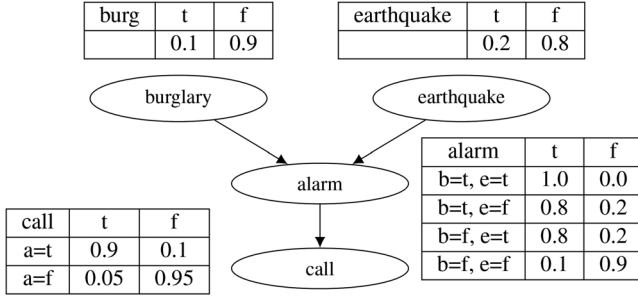 burg t f
0.1 0.9
earthquake t f
0.2 0.8
burglary
earthquake
alarm
alarm t f
b=t, e=t 1.0 0.0
b=t, e=f 0.8 0.2
b=f, e=t 0.8 0.2
b=f, e=f 0.1 0.9
call t f
a=t 0.9 0.1
a=f 0.05 0.95
call